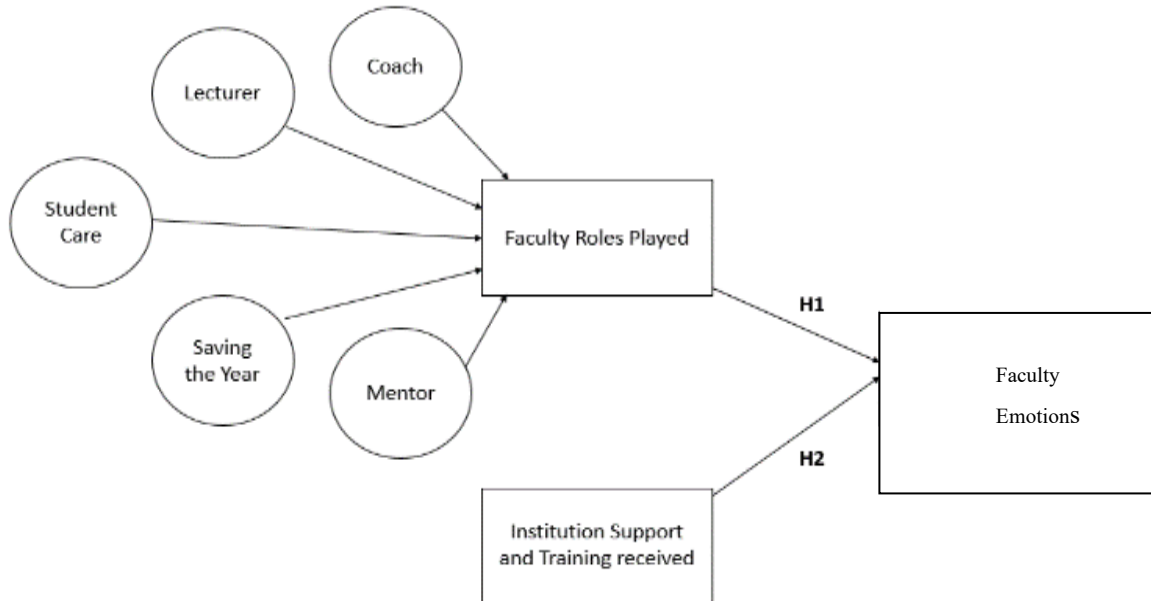 Coach
Lecturer
Student
Care
Faculty Roles Played
Saving
the Year
Mentor
H1
Faculty
Emotions
H2
Institution Support
and Training received